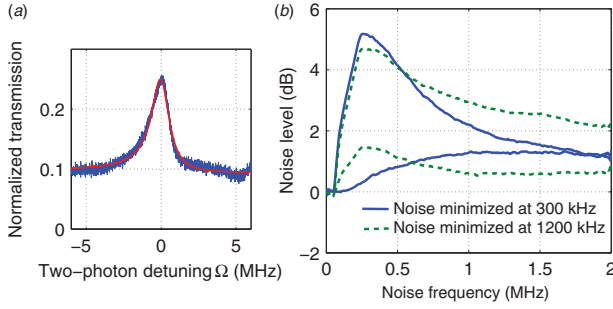 (a)
Normalized transmission
0.2
0.1
0
−5
0
5
Two−photon detuning Ω (MHz)
(b)
Noise level (dB)
6
4
2
0
−2
Noise minimized at 300 kHz
Noise minimized at 1200 kHz
0
0.5
1
1.5
2
Noise frequency (MHz)